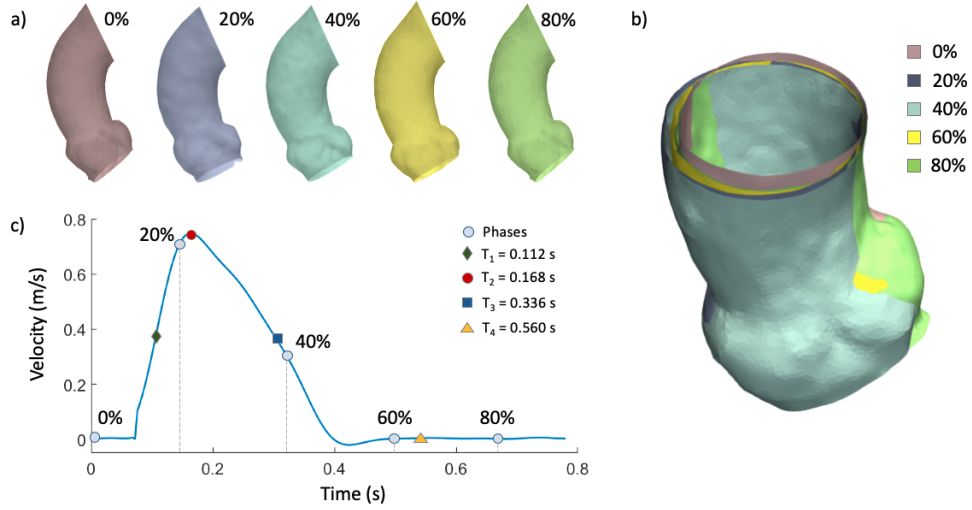 a)
0%
20%
40%
60%
80%
b)
0%
20%
40%
60%
80%
c)
0.8
0.6
0.4
0.2
0
Velocity (m/s)
0%
20%
40%
60%
80%
Phases
T1 = 0.112 s
T2 = 0.168 s
T3 = 0.336 s
T4 = 0.560 s
0
0.2
0.4
0.6
0.8
Time (s)